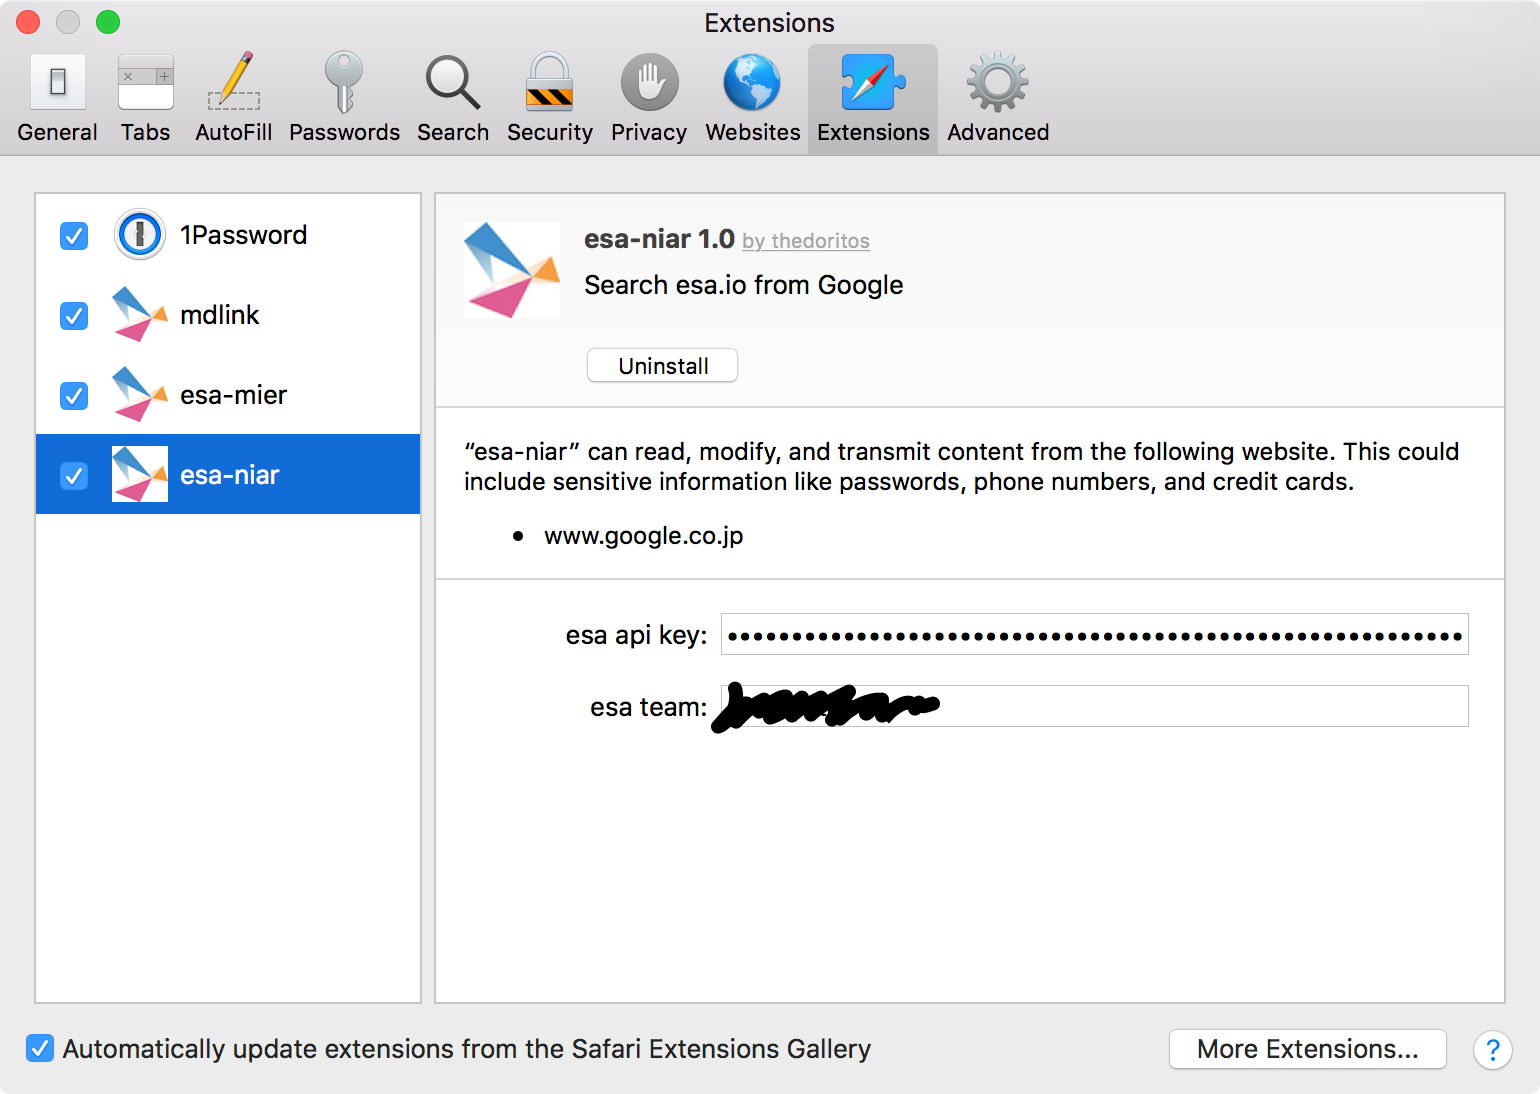 Extensions
General Tabs AutoFill Passwords Search Security Privacy Websites Extensions Advanced
1Password
mdlink
esa-mier
esa-niar
esa-niar 1.0 by thedoritos
Search esa.io from Google
Uninstall
“esa-niar” can read, modify, and transmit content from the following website. This could
include sensitive information like passwords, phone numbers, and credit cards.
• www.google.co.jp
esa api key:
esa team:
Automatically update extensions from the Safari Extensions Gallery
More Extensions...
?